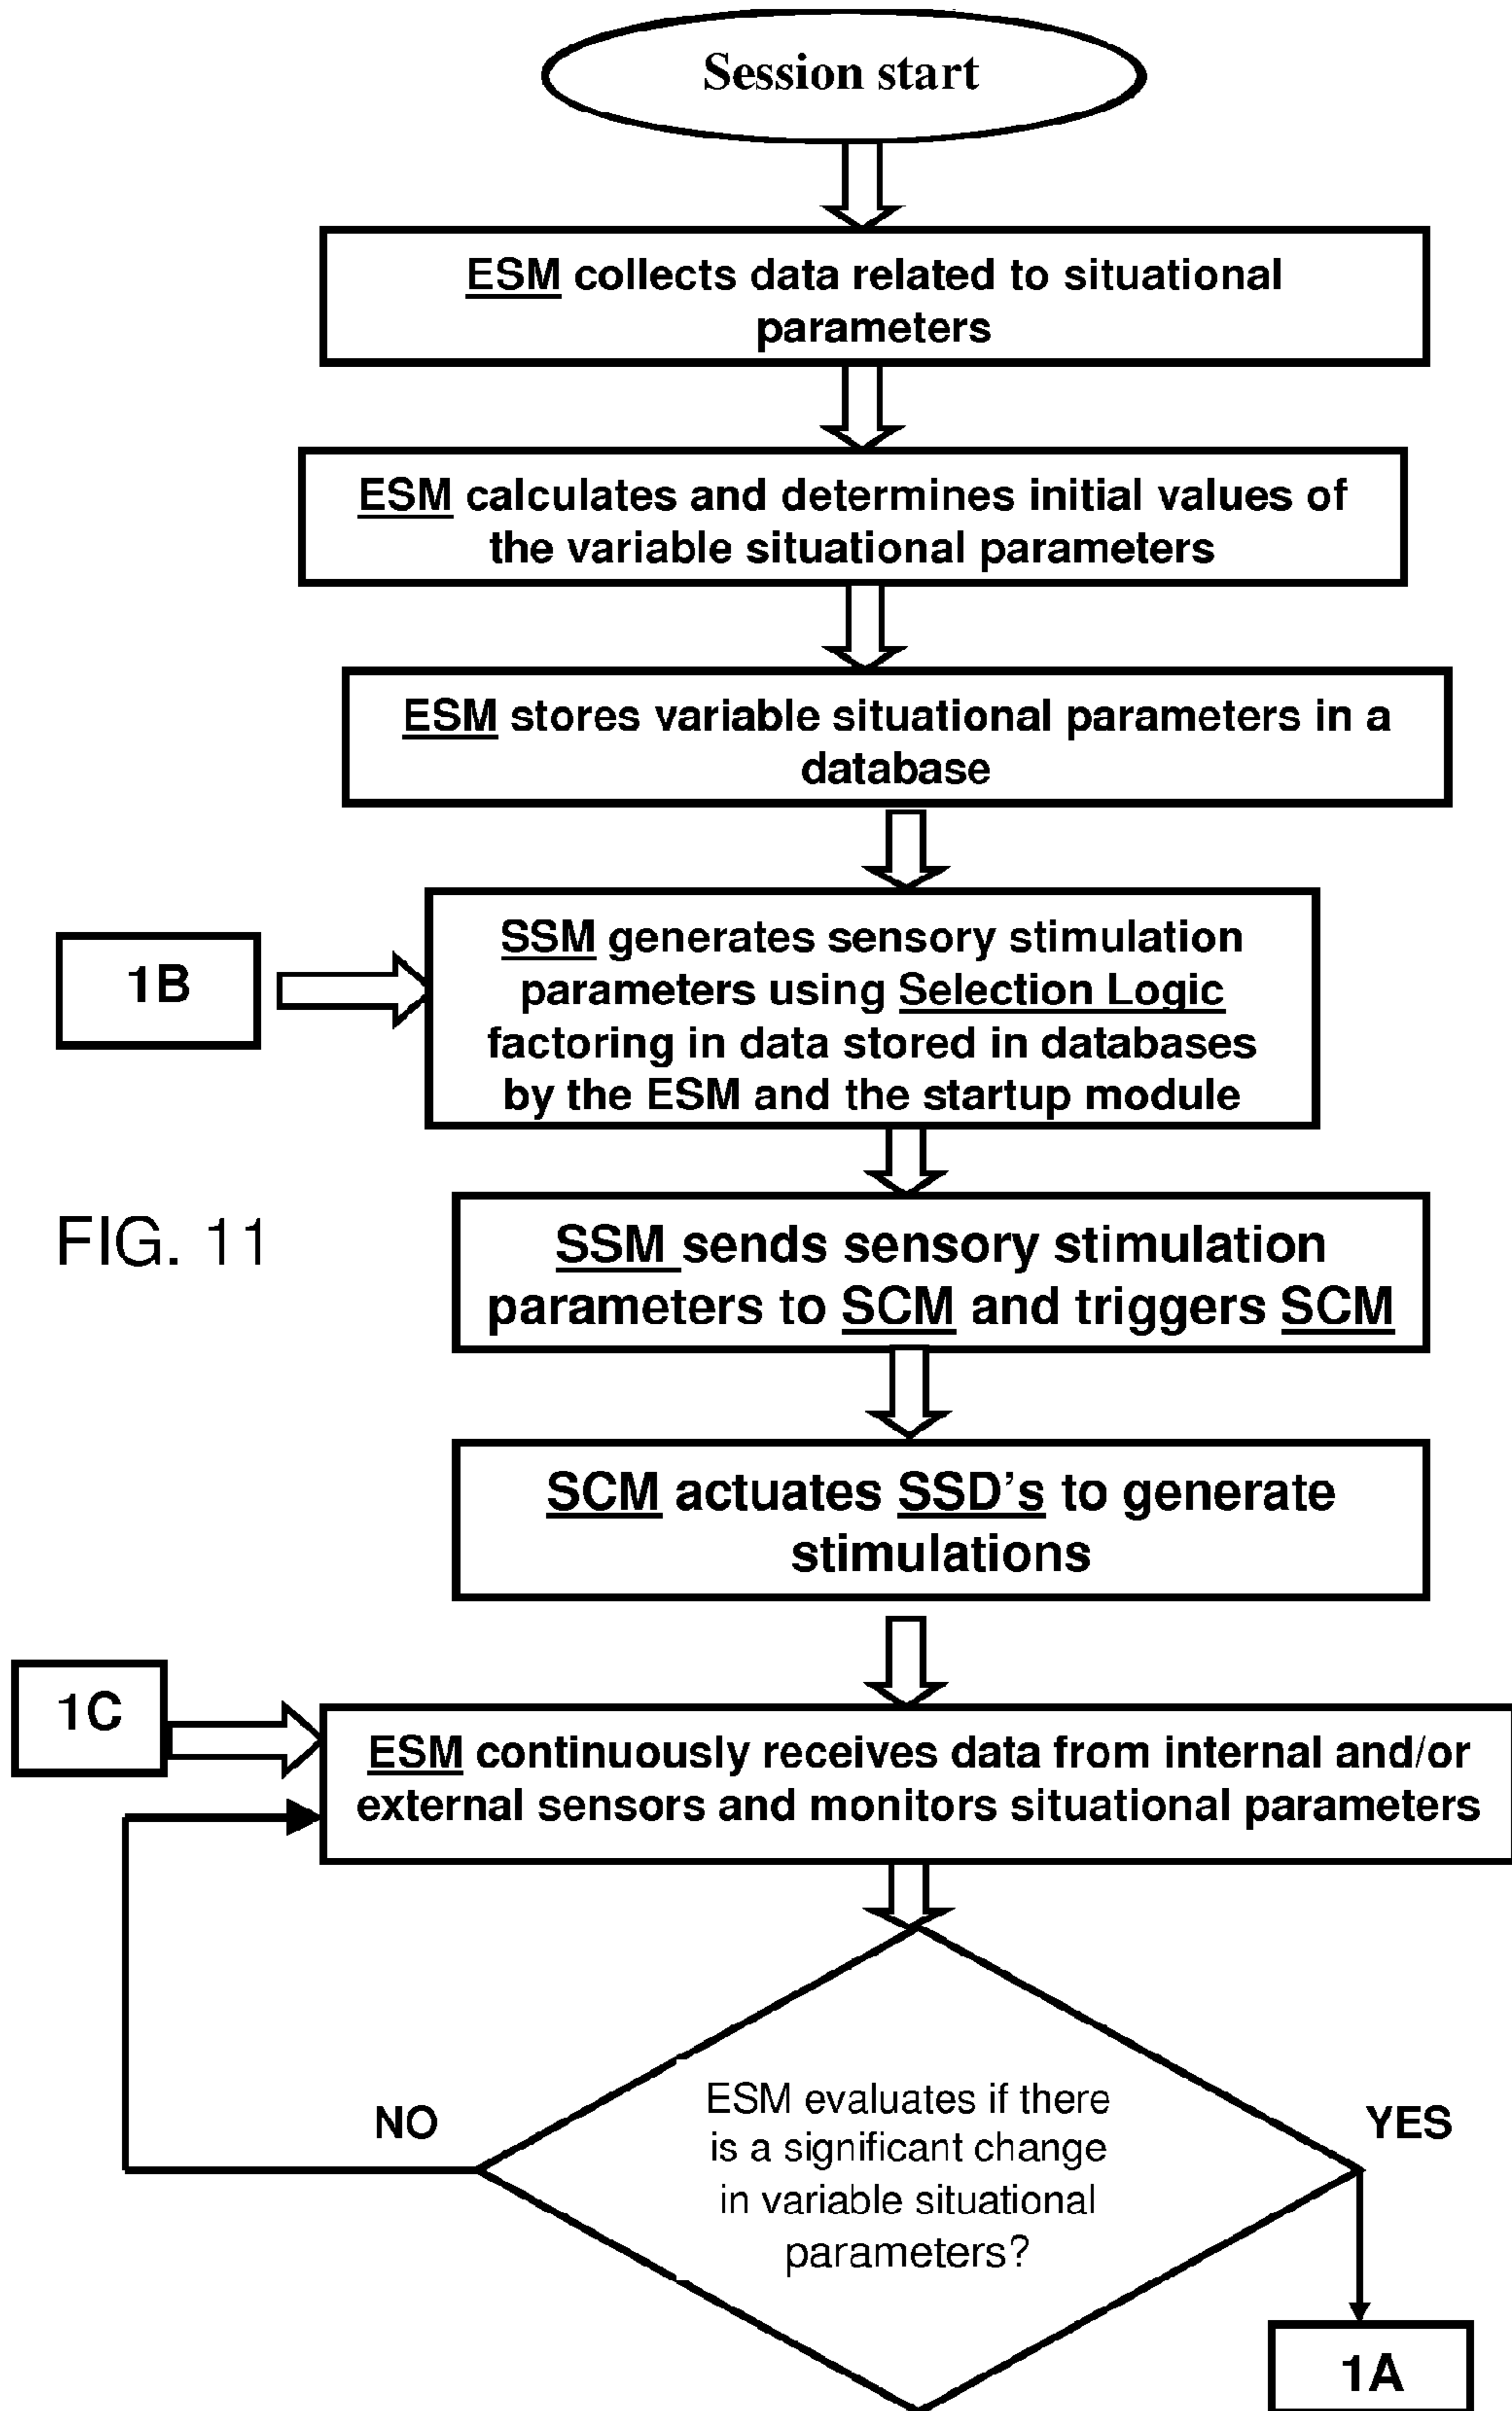 Session start
ESM collects data related to situational
parameters
ESM calculates and determines initial values of
the variable situational parameters
ESM stores variable situational parameters in a
database
1B
SSM generates sensory stimulation
parameters using Selection Logic
factoring in data stored in databases
by the ESM and the startup module
FIG. 11
SSM sends sensory stimulation
parameters to SCM and triggers SCM
SCM actuates SSD's to generate
stimulations
1C
ESM continuously receives data from internal and/or
external sensors and monitors situational parameters
NO
ESM evaluates if there
is a significant change
in variable situational
parameters?
YES
1A